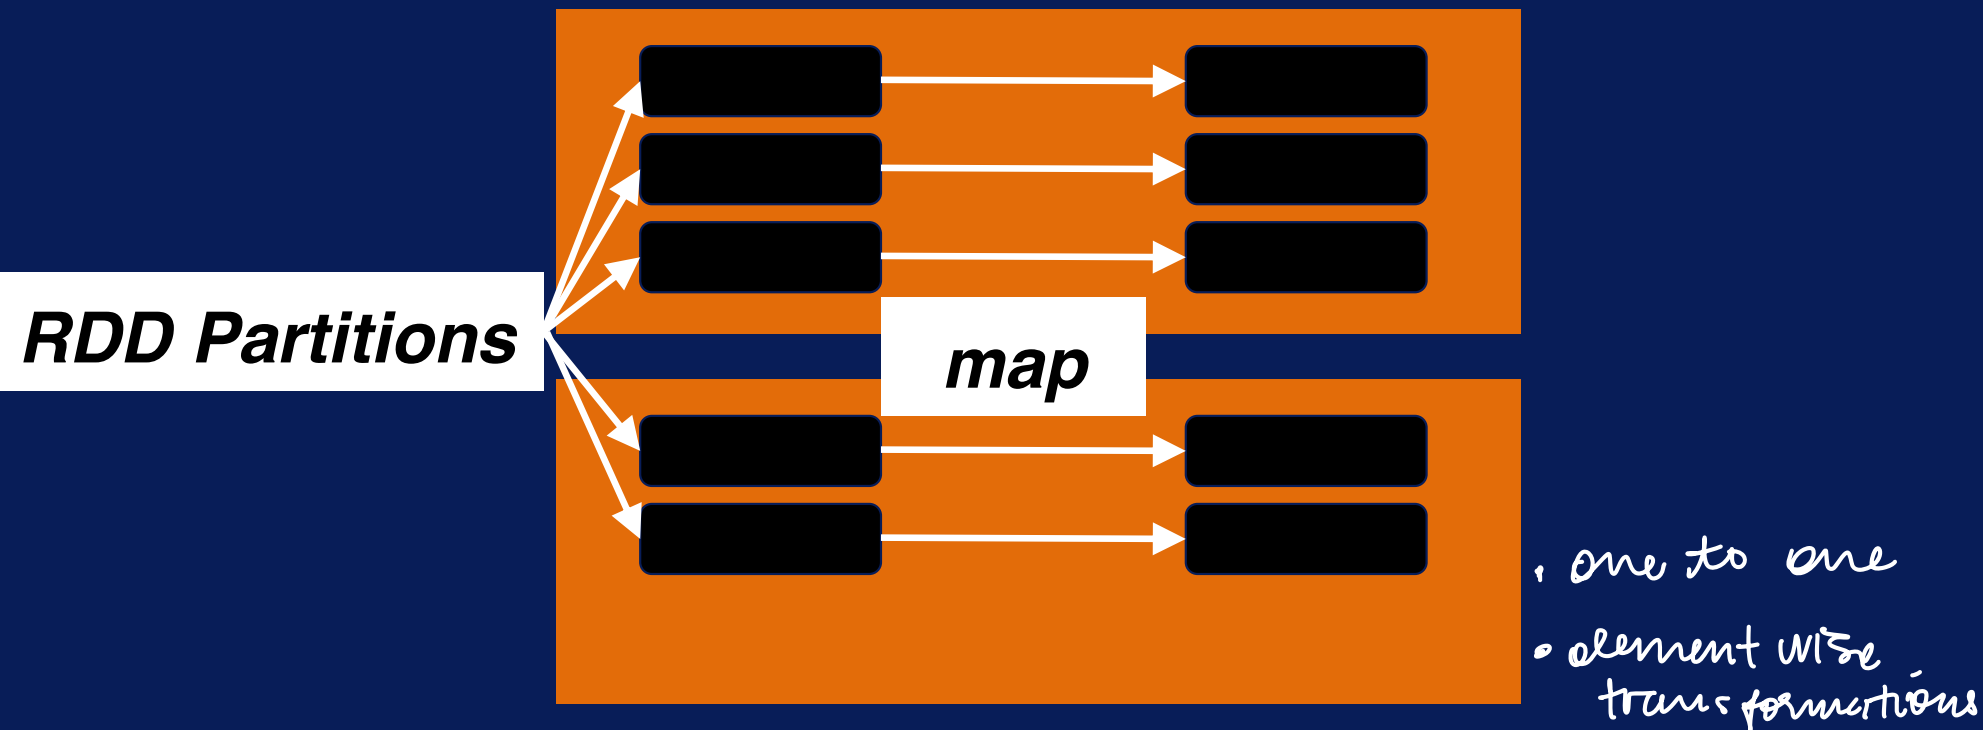 RDD Partitions
map
• one to one
• element wise
transformations